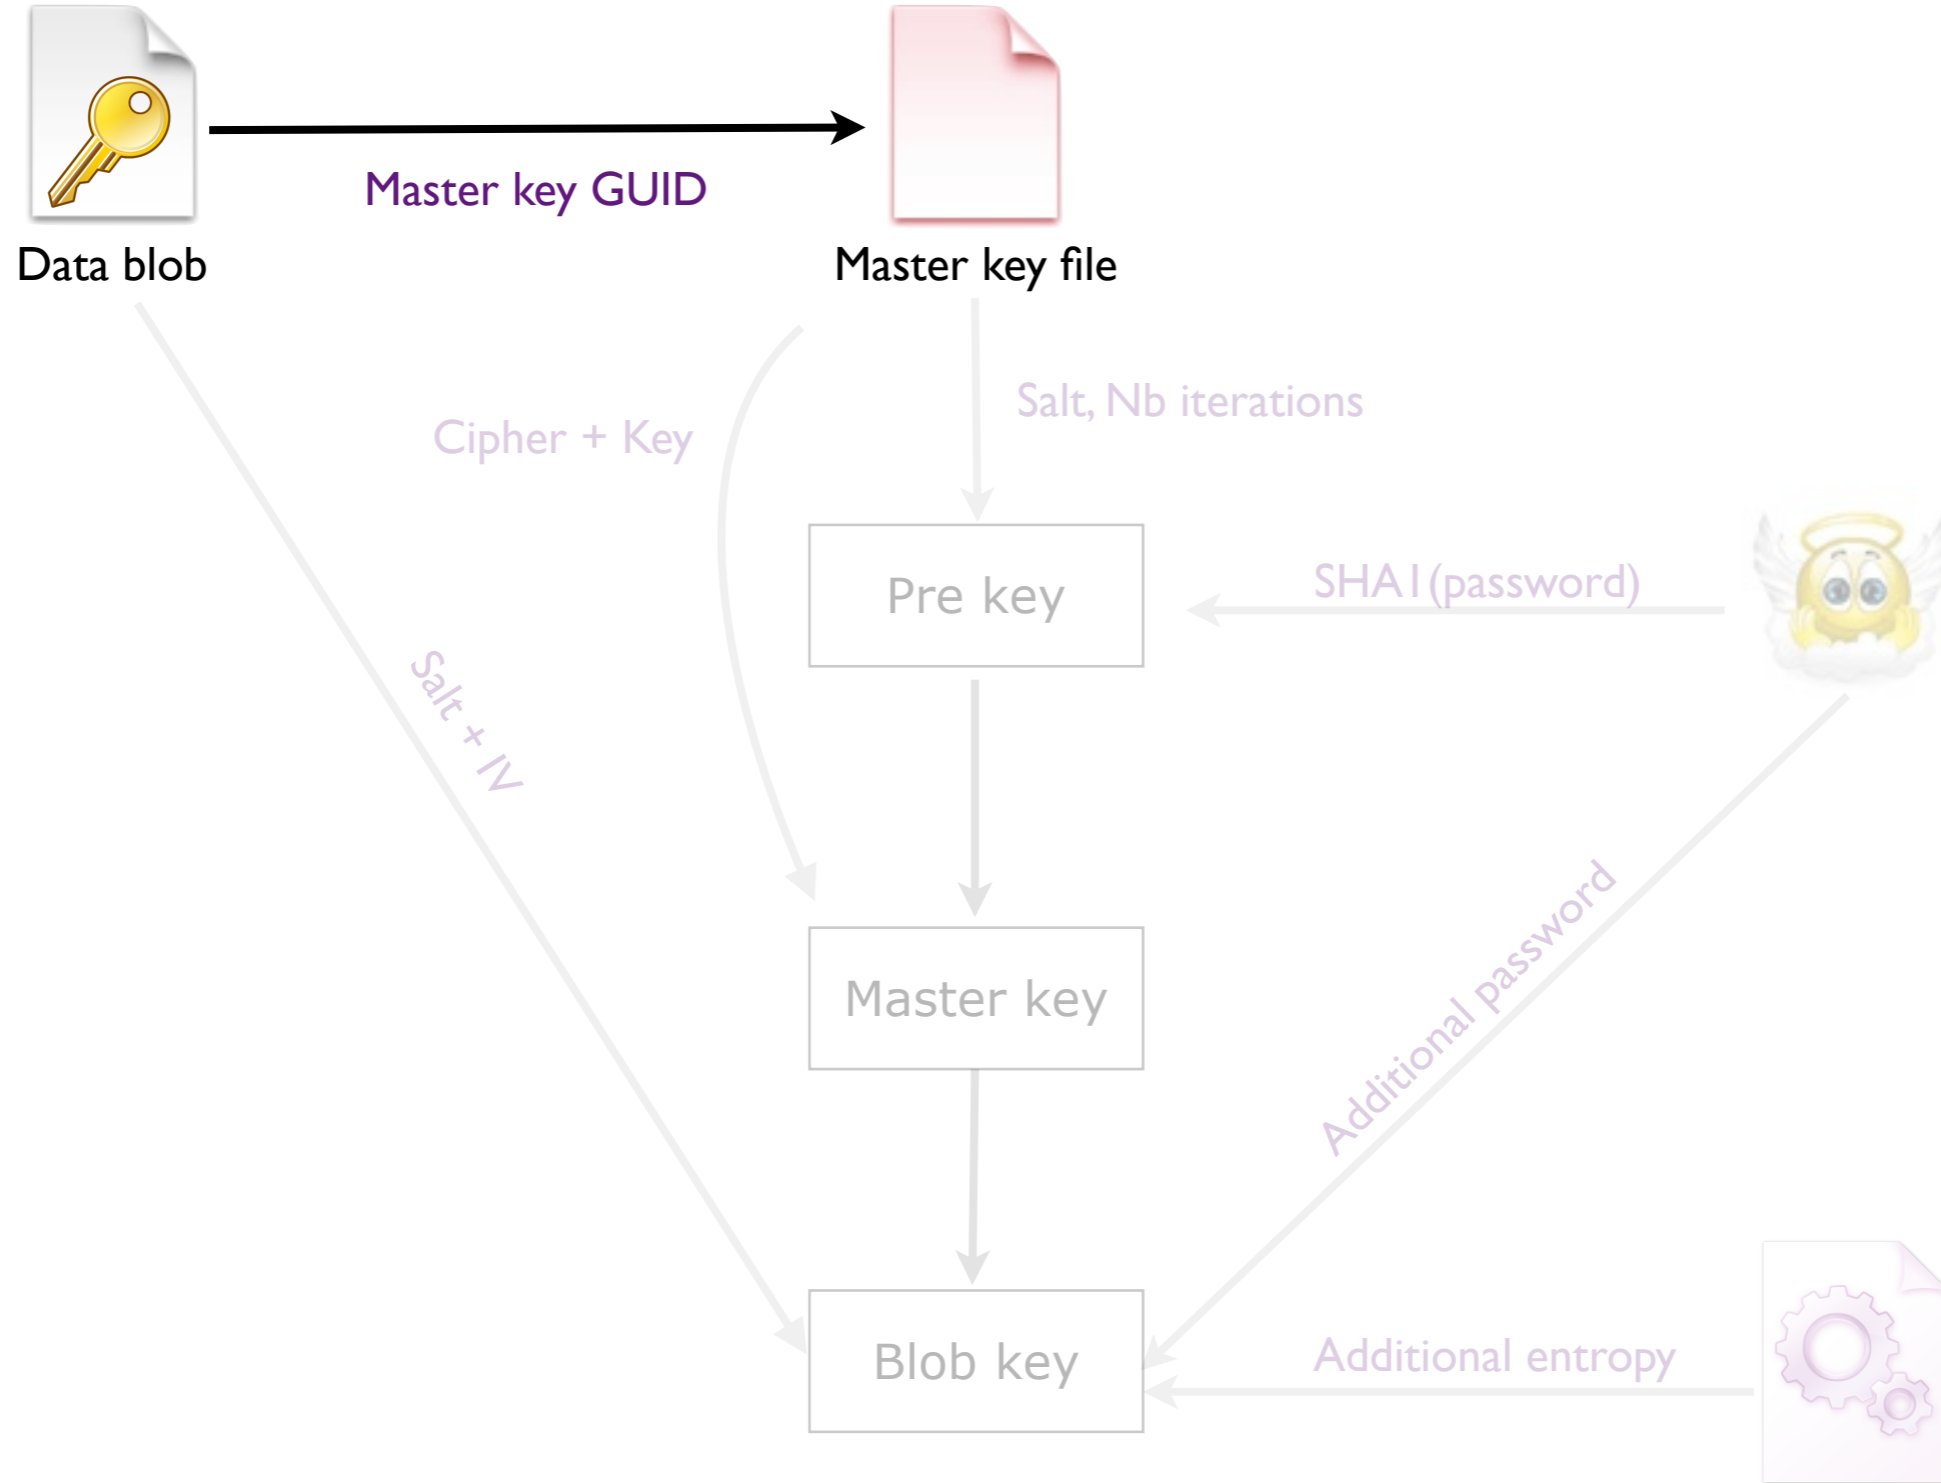 Master key GUID
Data blob
Master key file
Salt, Nb iterations
Cipher + Key
Pre key
SHA1(password)
Salt + IV
Additional password
Master key
Blob key
Additional entropy